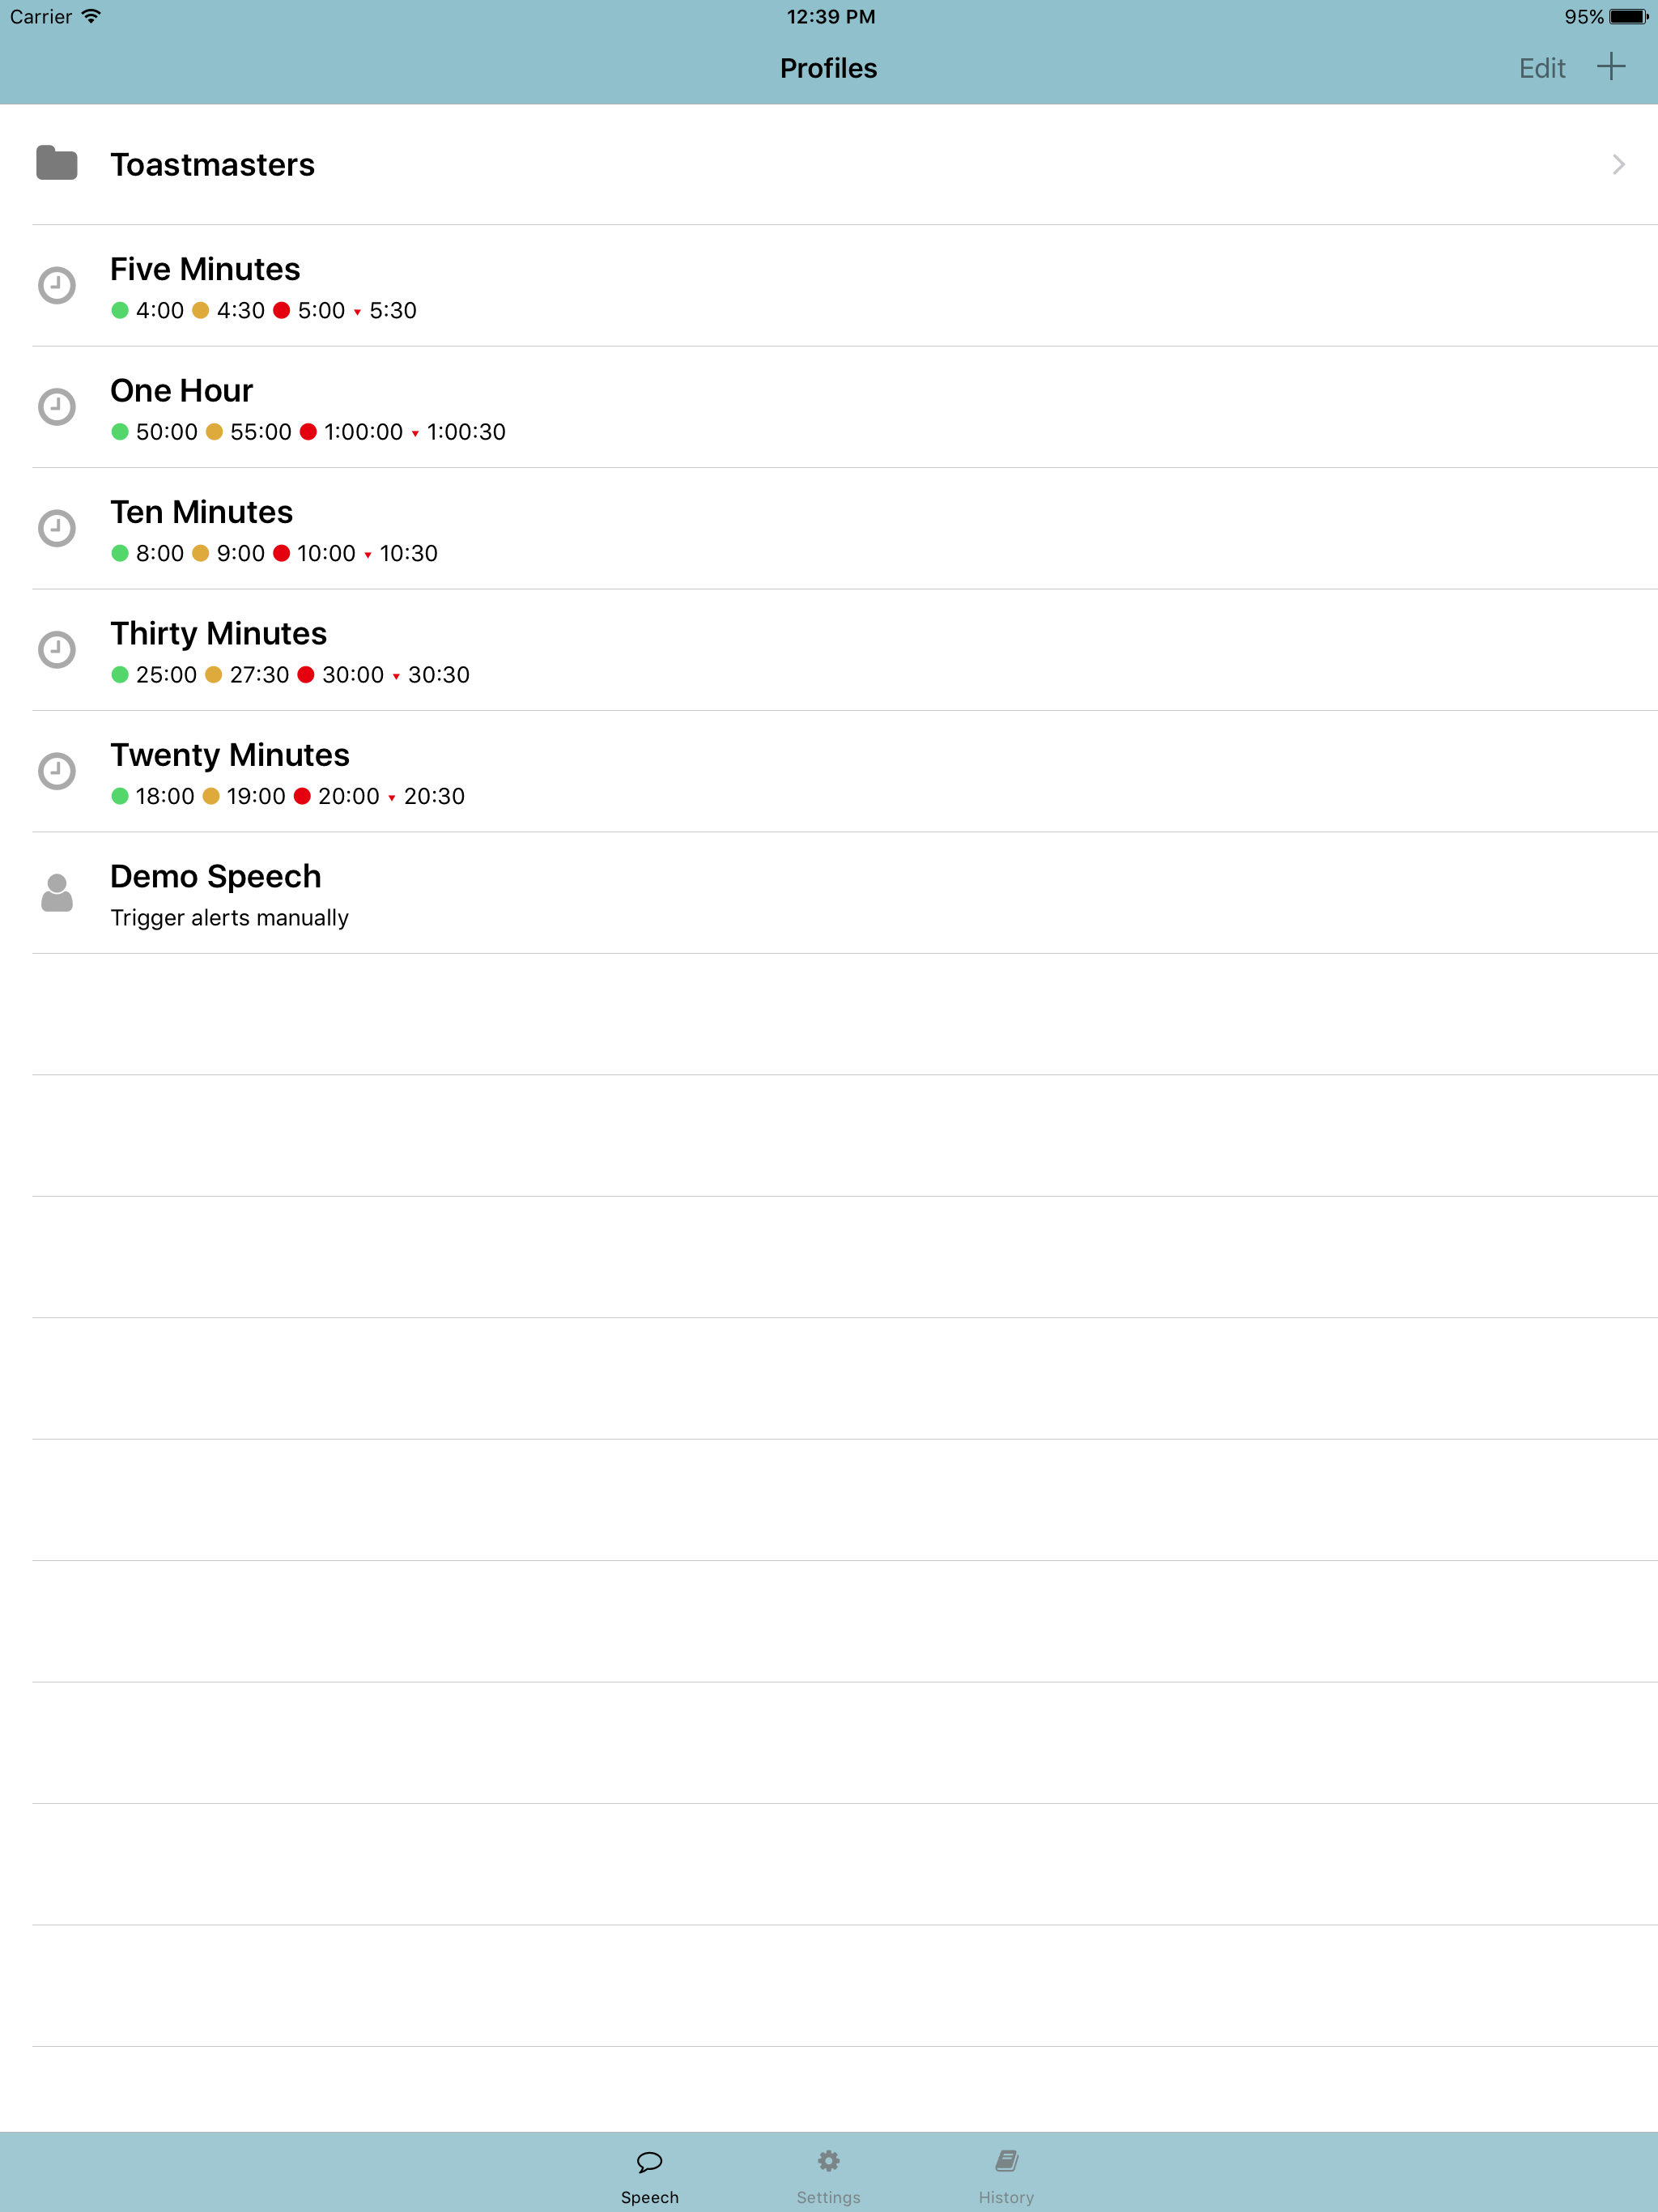 Carrier 12:39 PM 95%
Profiles Edit
Toastmasters
Five Minutes
4:00 4:30 5:00 5:30
One Hour
50:00 55:00 1:00:00 1:00:30
Ten Minutes
8:00 9:00 10:00 10:30
Thirty Minutes
25:00 27:30 30:00 30:30
Twenty Minutes
18:00 19:00 20:00 20:30
Demo Speech
Trigger alerts manually
Speech Settings History